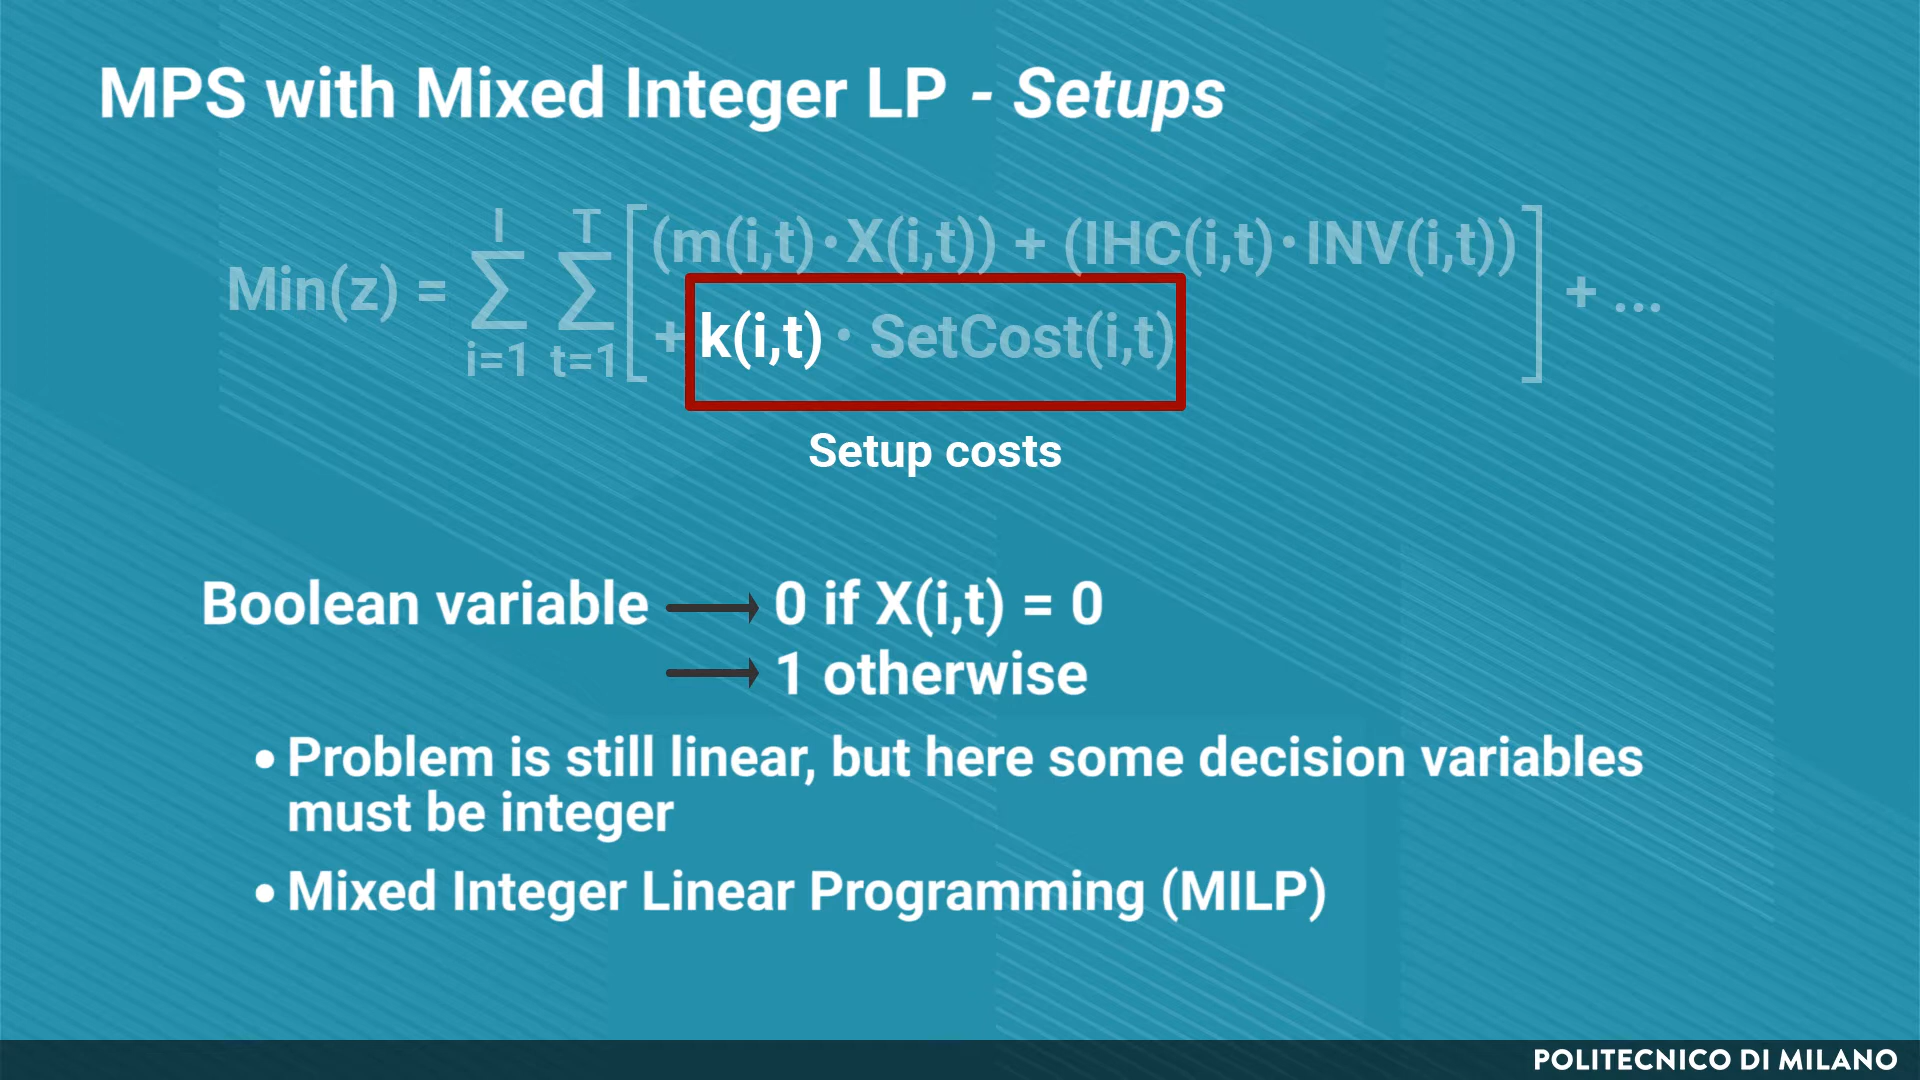 MPS with Mixed Integer LP - Setups
I T (m(i,t)·X(i,t)) + (IHC(i,t)·INV(i,t))
Min(z) = ∑ ∑ [ ] + ...
+ k(i,t) · SetCost(i,t)
i=1 t=1
Setup costs
Boolean variable → 0 if X(i,t) = 0
→ 1 otherwise
• Problem is still linear, but here some decision variables
must be integer
• Mixed Integer Linear Programming (MILP)
POLITECNICO DI MILANO